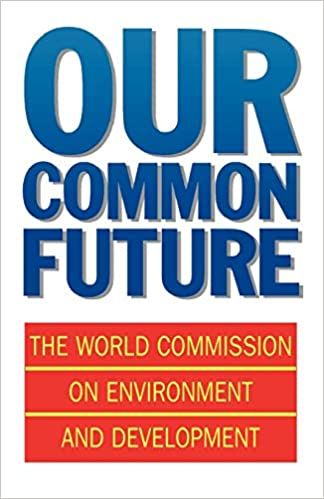 OUR
COMMON
FUTURE
THE WORLD COMMISSION
ON ENVIRONMENT
AND DEVELOPMENT